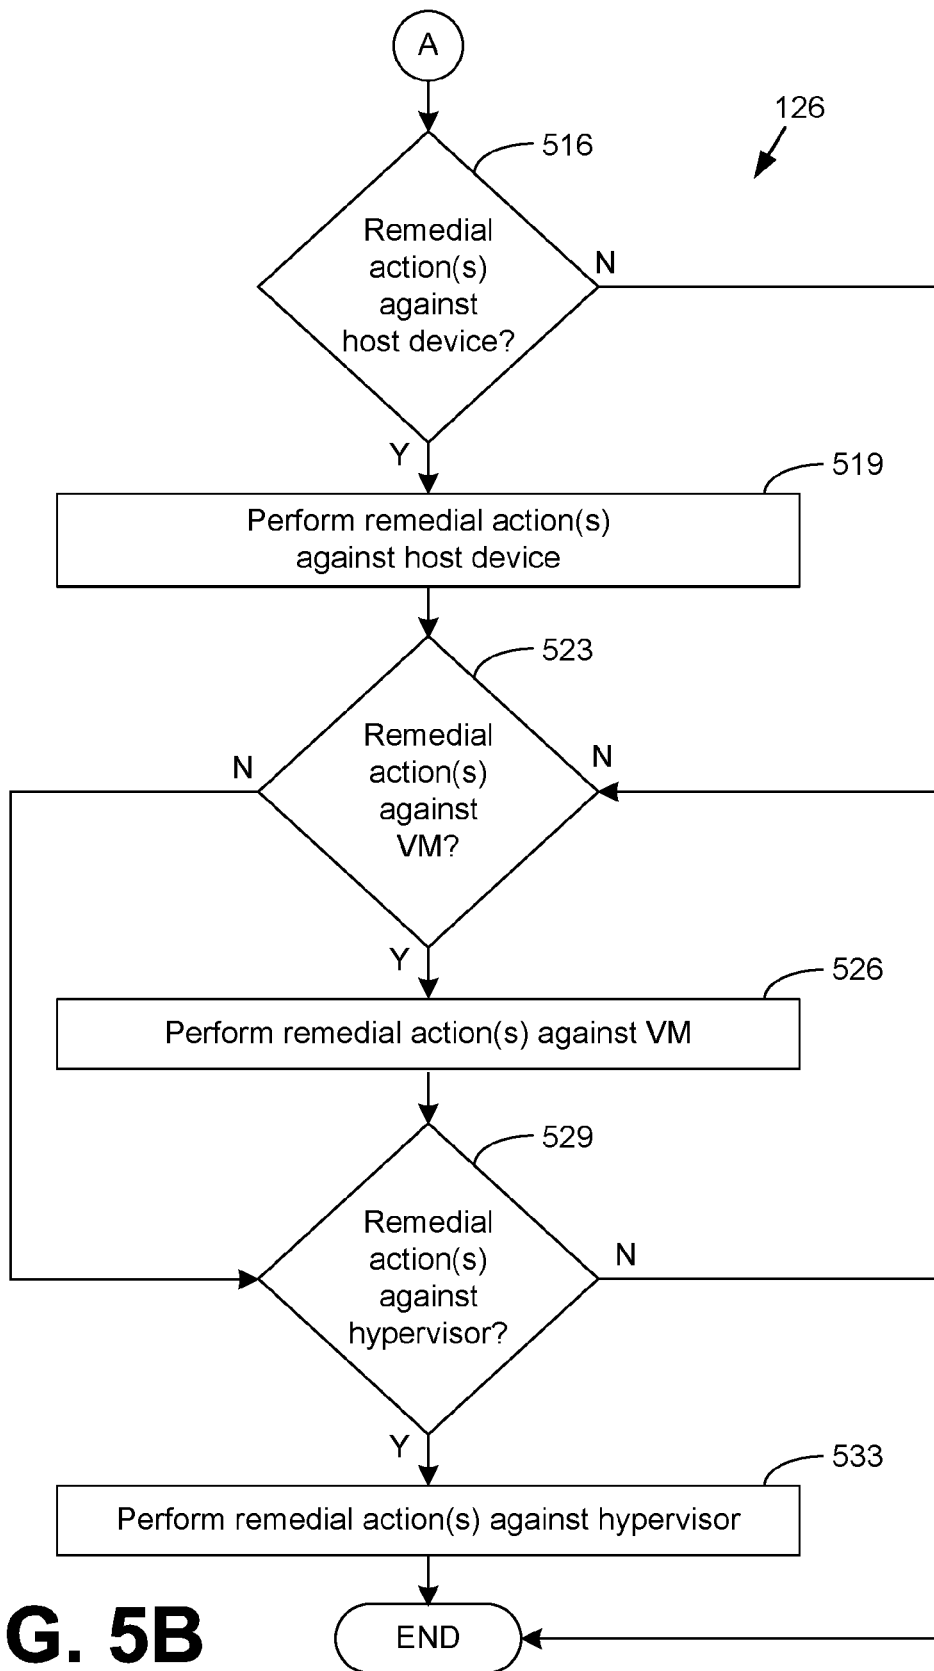 A
126
516
Remedial
action(s)
against
host device?
N
Y
519
Perform remedial action(s)
against host device
523
Remedial
action(s)
against
VM?
N
N
Y
526
Perform remedial action(s) against VM
529
Remedial
action(s)
against
hypervisor?
N
Y
533
Perform remedial action(s) against hypervisor
END
G. 5B